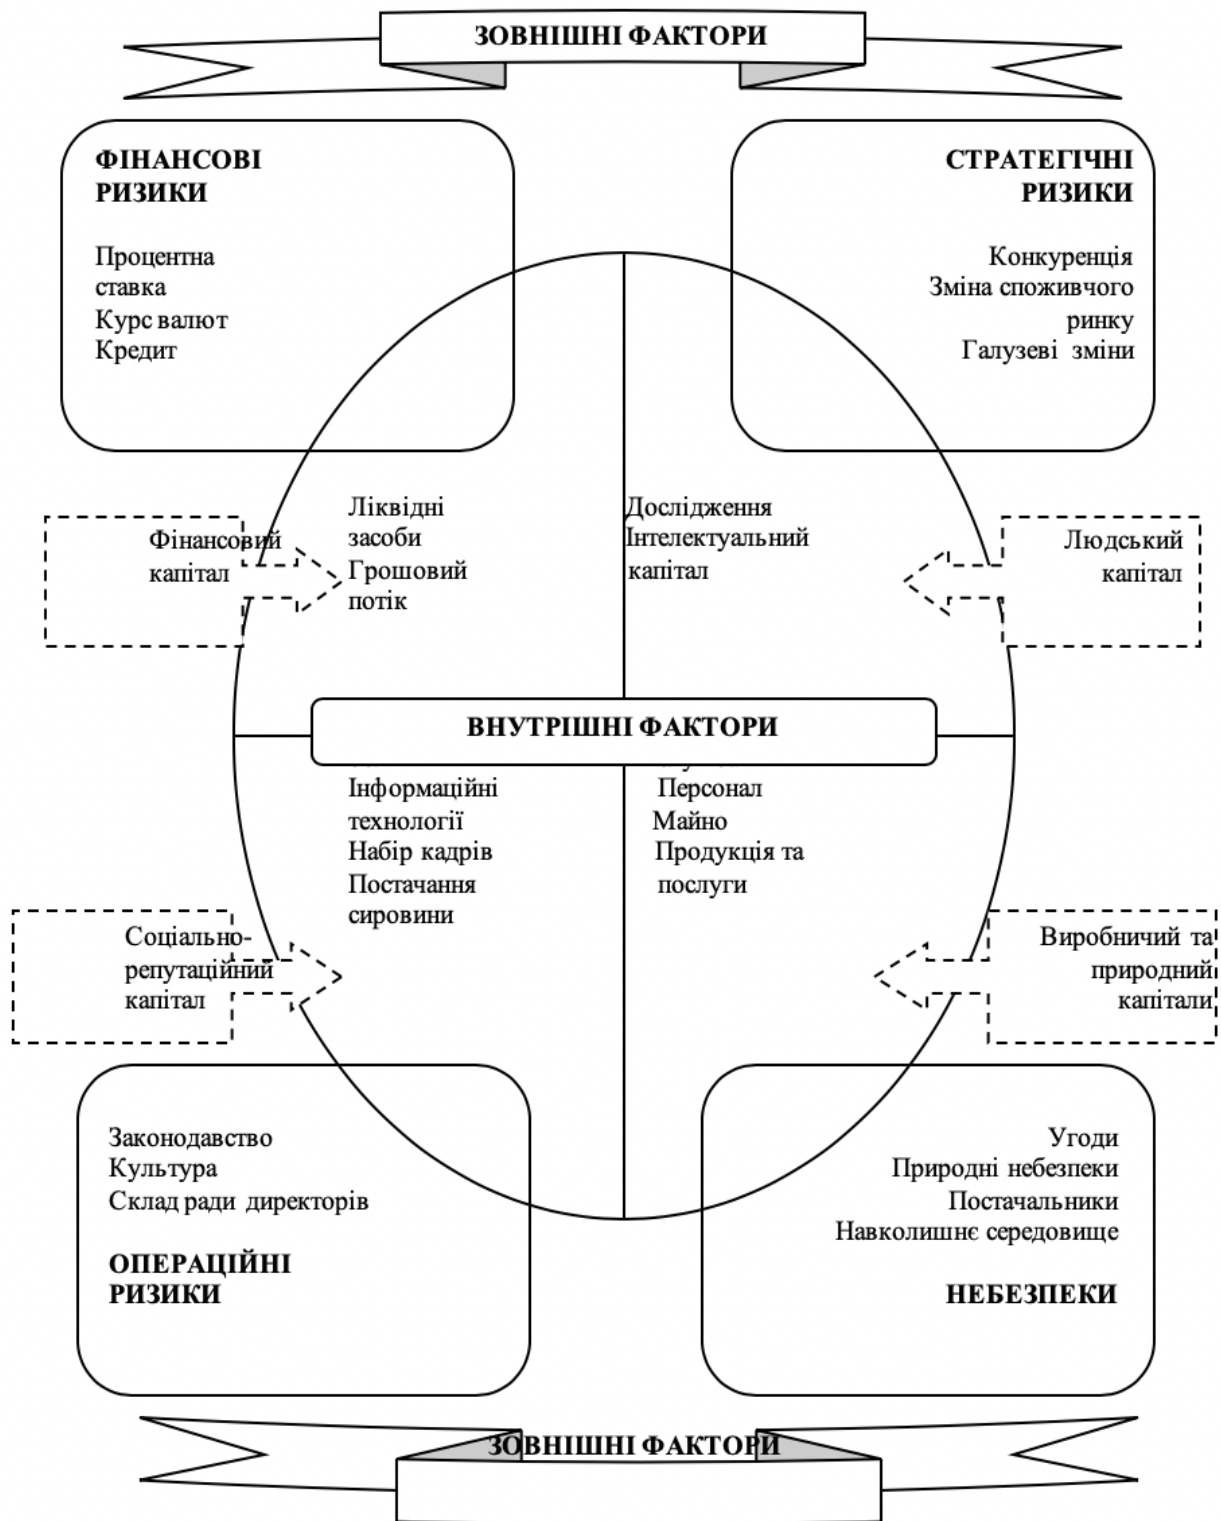 ЗОВНІШНІ ФАКТОРИ
ФІНАНСОВІ
РИЗИКИ
Процентна
ставка
Курс валют
Кредит
СТРАТЕГІЧНІ
РИЗИКИ
Конкуренція
Зміна споживчого
ринку
Галузеві зміни
Фінансовий
капітал
Ліквідні
засоби
Грошовий
потік
Дослідження
Інтелектуальний
капітал
Людський
капітал
ВНУТРІШНІ ФАКТОРИ
Інформаційні
технології
Набір кадрів
Постачання
сировини
Персонал
Майно
Продукція та
послуги
Соціально-
репутаційний
капітал
Виробничий та
природний
капітали
Законодавство
Культура
Склад ради директорів
ОПЕРАЦІЙНІ
РИЗИКИ
Угоди
Природні небезпеки
Постачальники
Навколишнє середовище
НЕБЕЗПЕКИ
ЗОВНІШНІ ФАКТОРИ